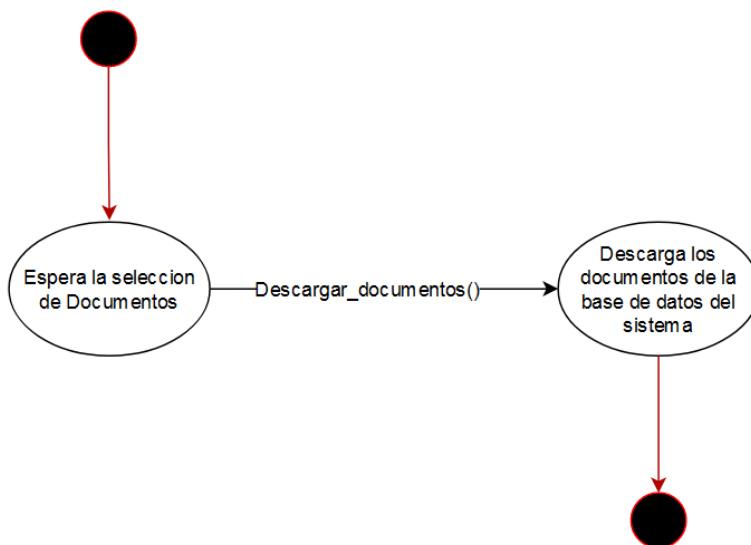 Espera la seleccion
de Documentos
Descargar_documentos()
Descarga los
documentos de la
base de datos del
sistema